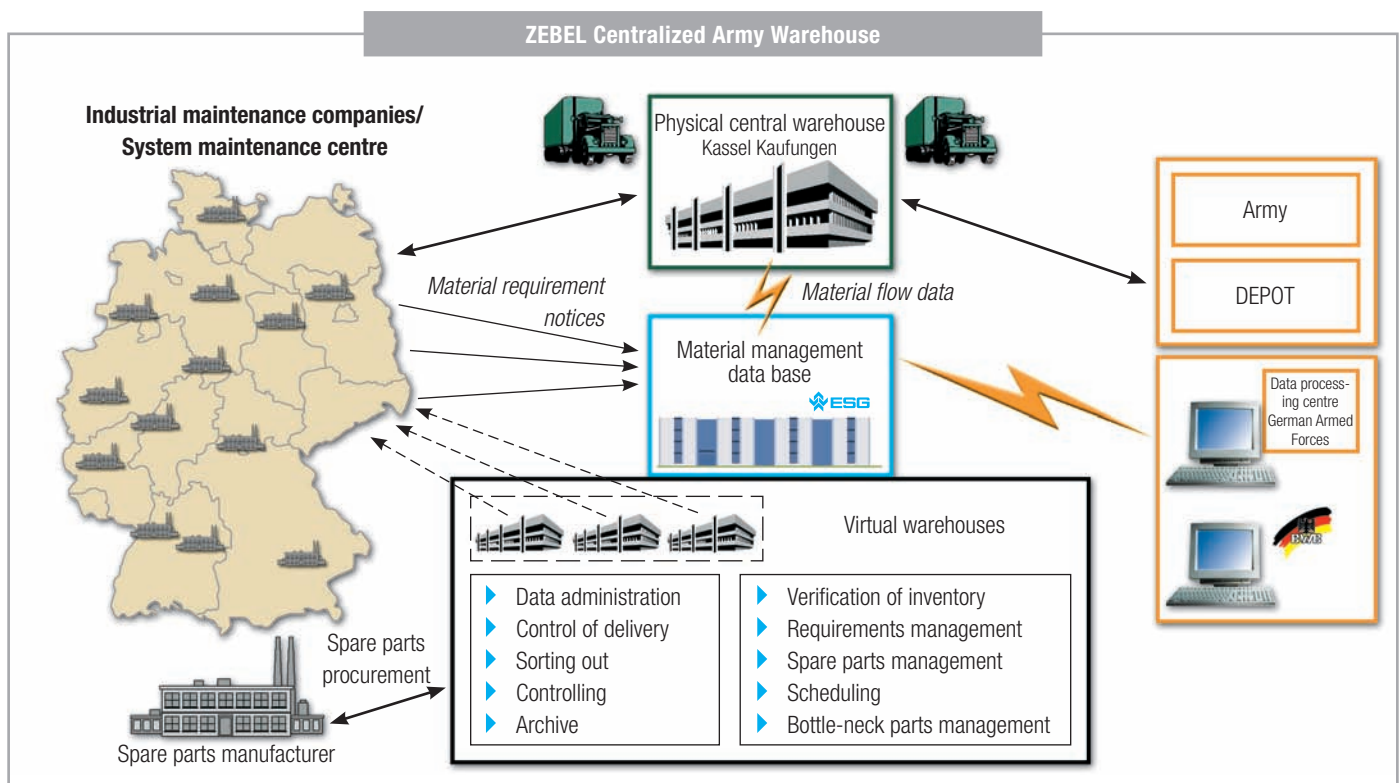 ZEBEL Centralized Army Warehouse
Industrial maintenance companies/
System maintenance centre
Physical central warehouse
Kassel Kaufungen
Army
DEPOT
Material requirement
notices
Material flow data
Material management
data base
ESG
Data process-
ing centre
German Armed
Forces
BWB
Virtual warehouses
Data administration
Control of delivery
Sorting out
Controlling
Archive
Verification of inventory
Requirements management
Spare parts management
Scheduling
Bottle-neck parts management
Spare parts
procurement
Spare parts manufacturer